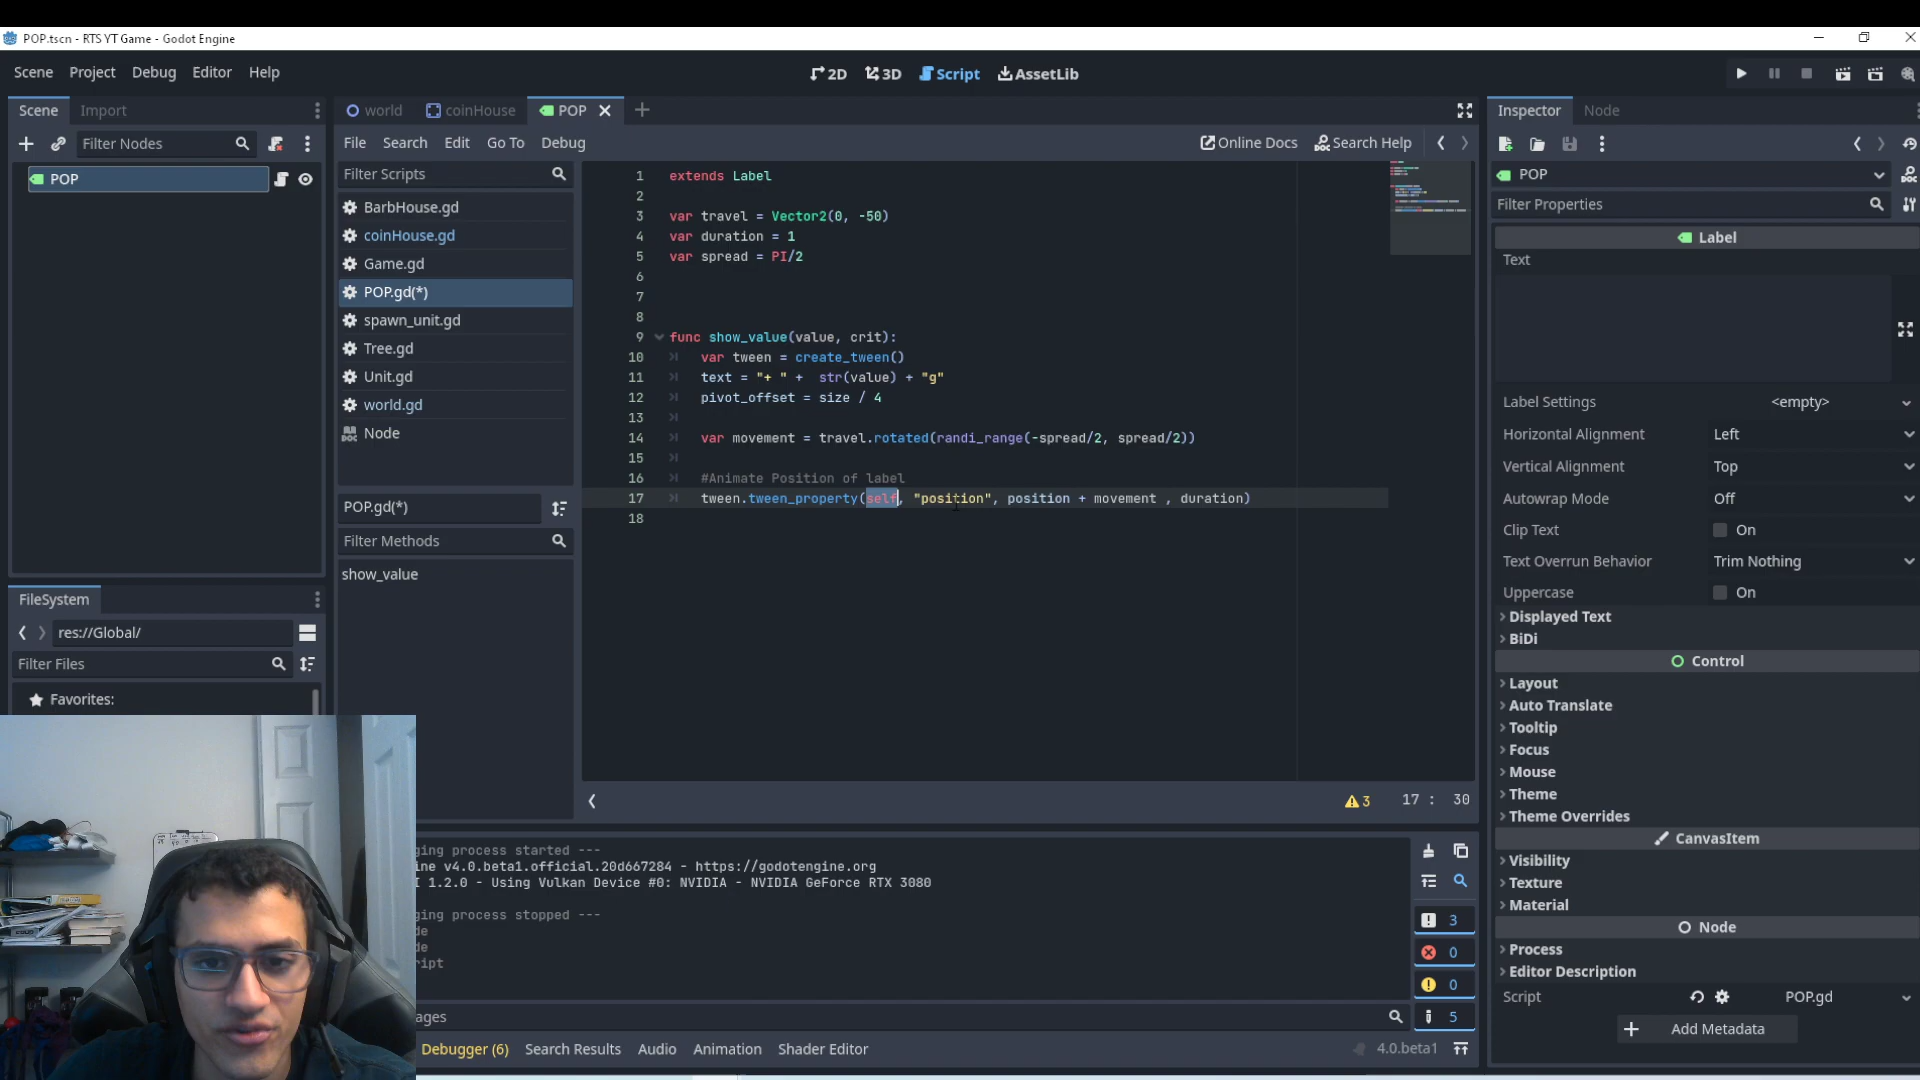 POP.tscn - RTS YT Game - Godot Engine
Scene Project Debug Editor Help
2D 3D Script AssetLib
Scene Import
world coinHouse POP
Inspector Node
Filter Nodes
File Search Edit Go To Debug
Online Docs Search Help
POP
Filter Scripts
BarbHouse.gd
coinHouse.gd
Game.gd
POP.gd(*)
spawn_unit.gd
Tree.gd
Unit.gd
world.gd
Node
POP.gd(*)
Filter Methods
show_value
1 extends Label
2
3 var travel = Vector2(0, -50)
4 var duration = 1
5 var spread = PI/2
6
7
8
9 func show_value(value, crit):
10 var tween = create_tween()
11 text = "+ " + str(value) + "g"
12 pivot_offset = size / 4
13
14 var movement = travel.rotated(randi_range(-spread/2, spread/2))
15
16 #Animate Position of label
17 tween.tween_property(self, "position", position + movement , duration)
18
3 17 : 30
FileSystem
res://Global/
Filter Files
Favorites:
ging process started ---
ine v4.0.beta1.official.20d667284 - https://godotengine.org
I 1.2.0 - Using Vulkan Device #0: NVIDIA - NVIDIA GeForce RTX 3080
ging process stopped ---
de
de
ript
3
0
0
5
ages
Debugger (6) Search Results Audio Animation Shader Editor
4.0.beta1
POP
Filter Properties
Label
Text
Label Settings <empty>
Horizontal Alignment Left
Vertical Alignment Top
Autowrap Mode Off
Clip Text On
Text Overrun Behavior Trim Nothing
Uppercase On
Displayed Text
BiDi
Control
Layout
Auto Translate
Tooltip
Focus
Mouse
Theme
Theme Overrides
CanvasItem
Visibility
Texture
Material
Node
Process
Editor Description
Script POP.gd
Add Metadata